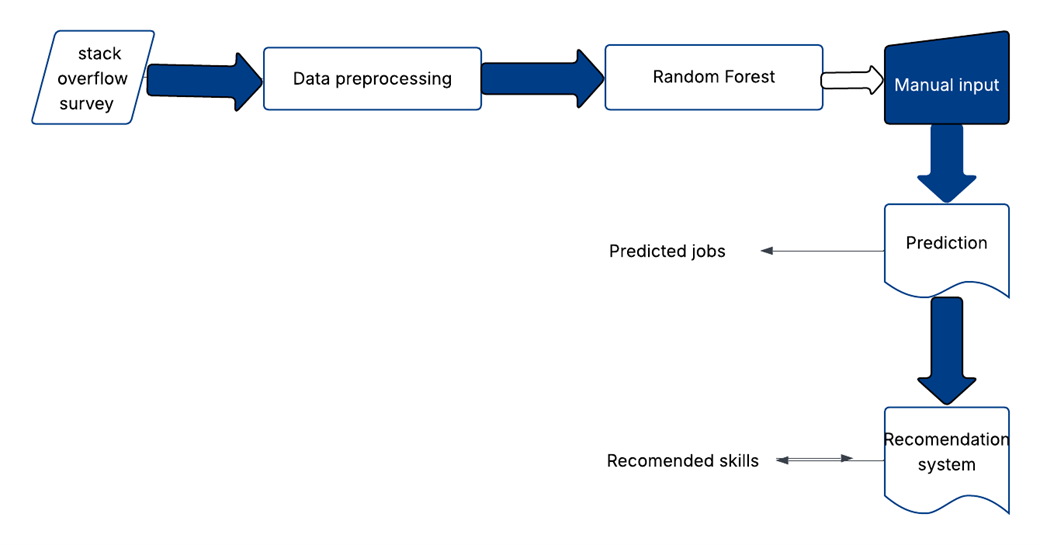 stack
overflow
survey
Data preprocessing
Random Forest
Manual input
Prediction
Predicted jobs
Recomendation
system
Recomended skills